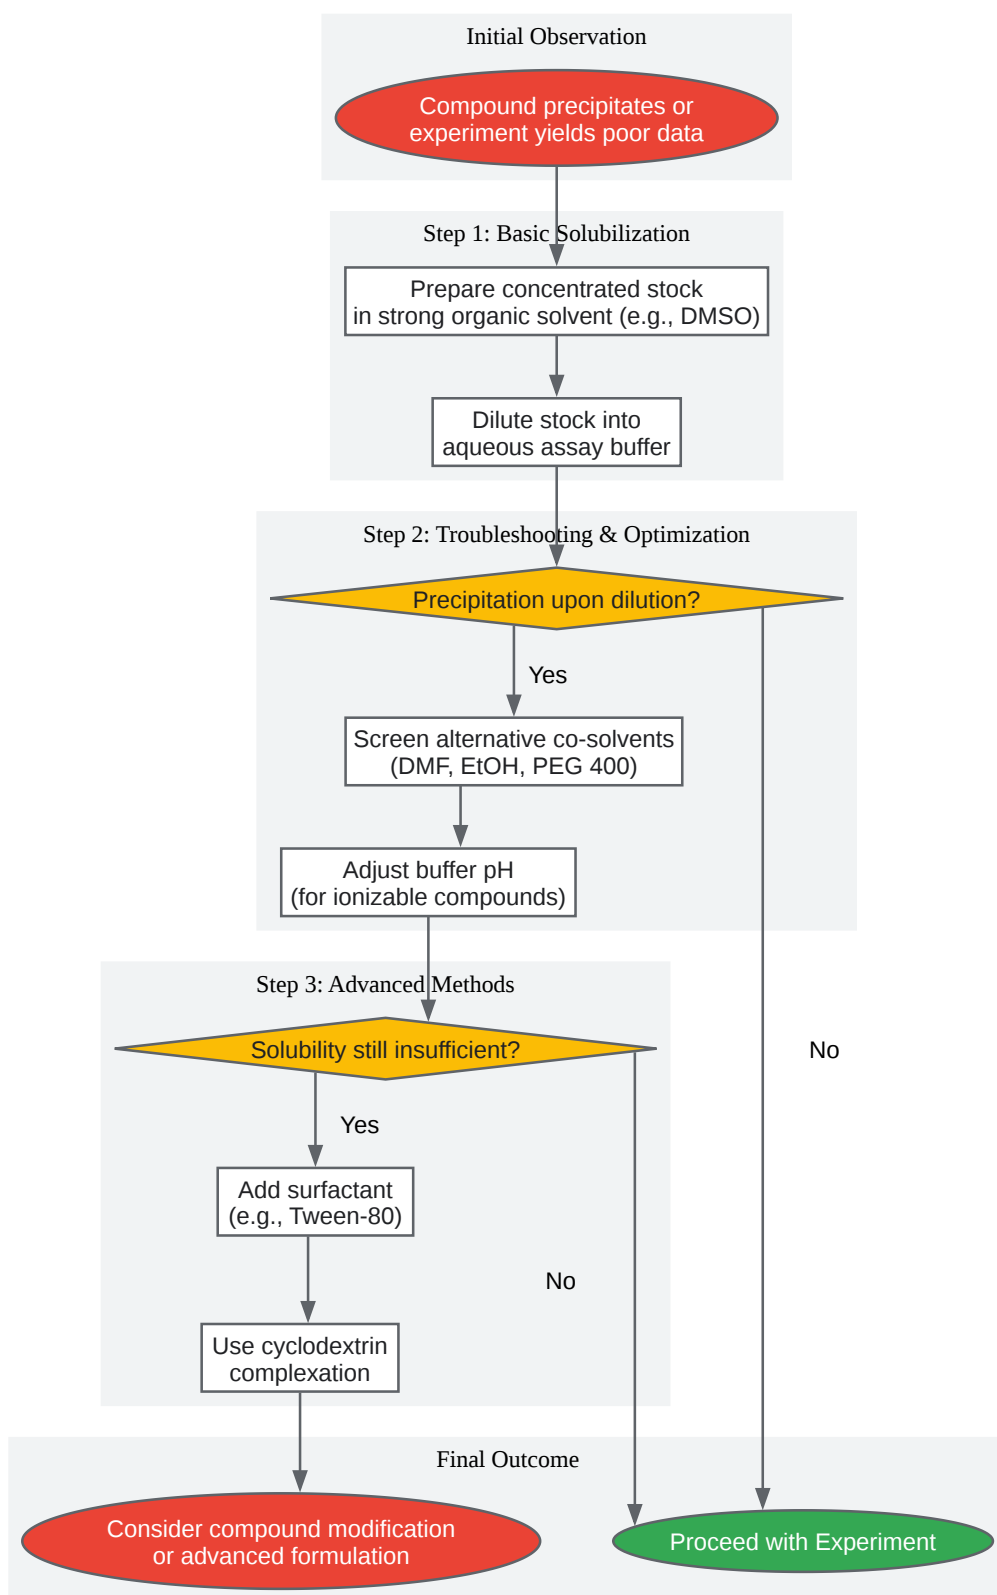 Initial Observation
Compound precipitates or
experiment yields poor data
Step 1: Basic Solubilization
Prepare concentrated stock
in strong organic solvent (e.g., DMSO)
Dilute stock into
aqueous assay buffer
Step 2: Troubleshooting & Optimization
Precipitation upon dilution?
Yes
Screen alternative co-solvents
(DMF, EtOH, PEG 400)
Adjust buffer pH
(for ionizable compounds)
Step 3: Advanced Methods
Solubility still insufficient?
No
Yes
Add surfactant
(e.g., Tween-80)
No
Use cyclodextrin
complexation
Final Outcome
Consider compound modification
or advanced formulation
Proceed with Experiment